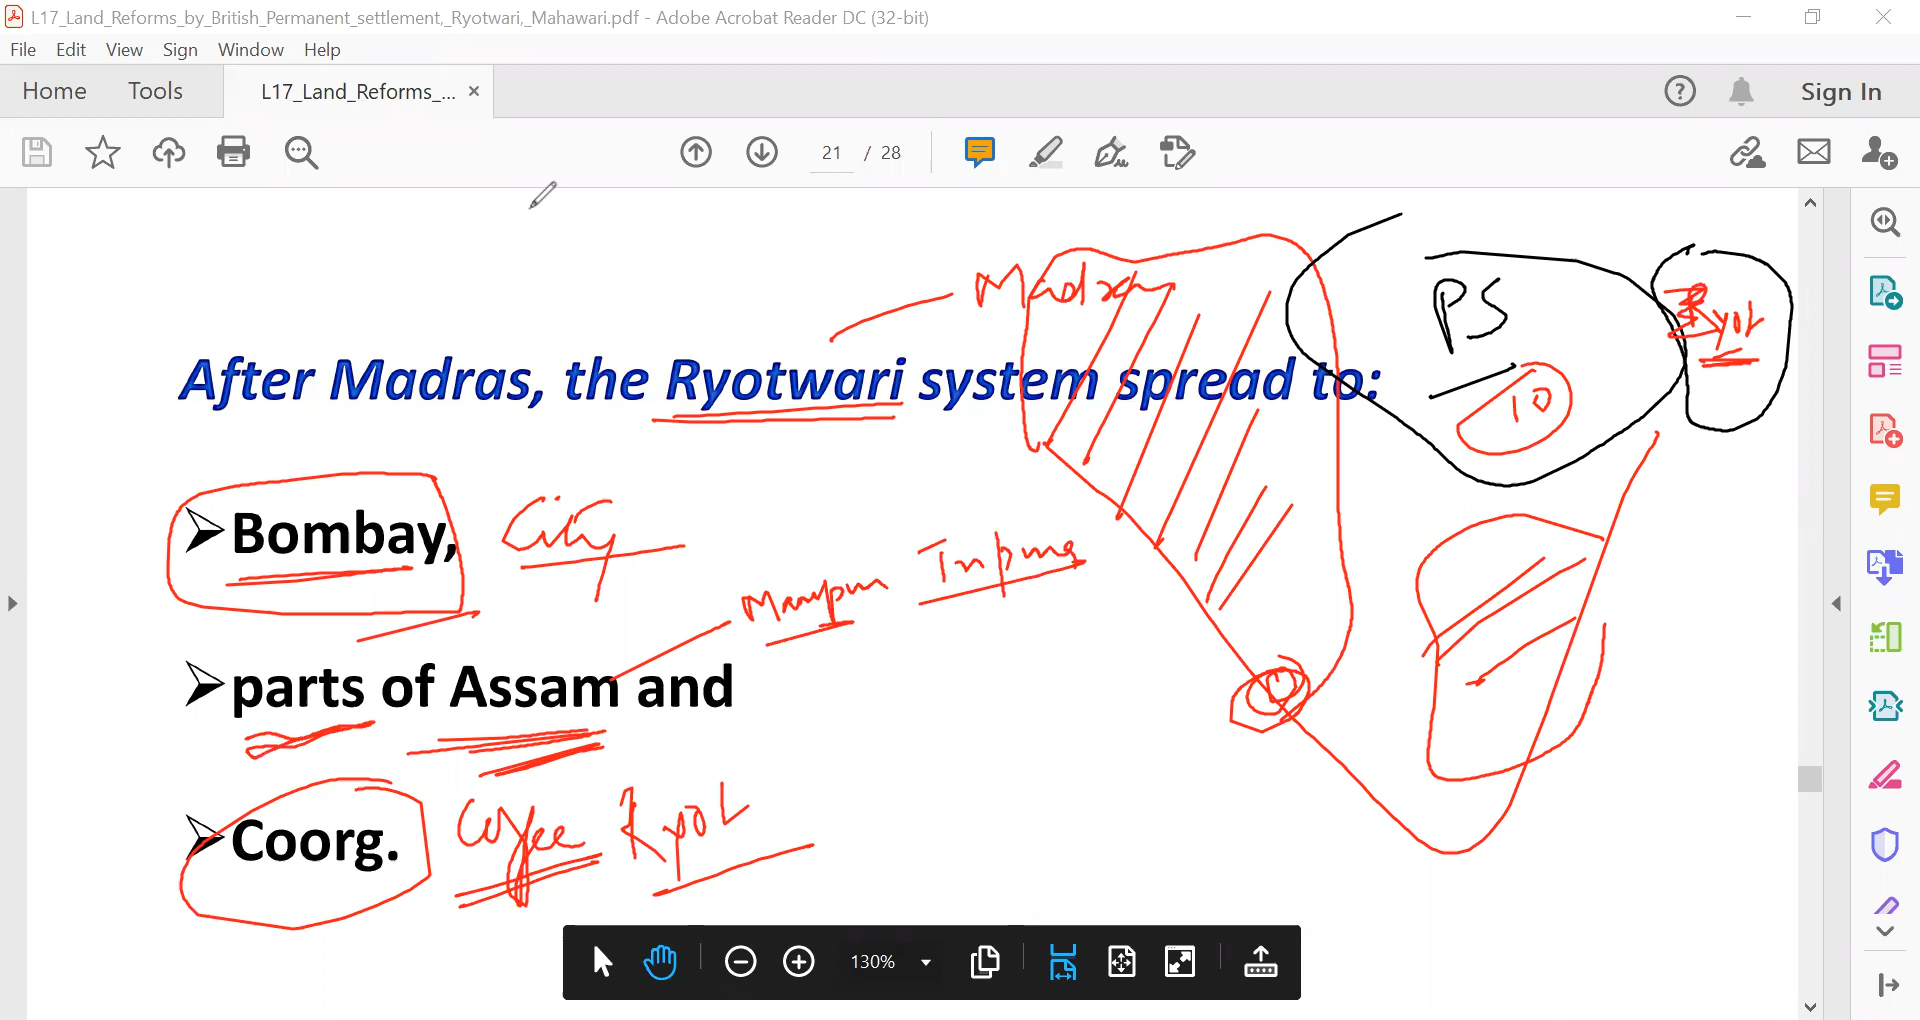 L17_Land_Reforms_by_British_Permanent_settlement,_Ryotwari,_Mahawari.pdf - Adobe Acrobat Reader DC (32-bit)
File Edit View Sign Window Help
Home Tools L17_Land_Reforms_... × Sign In
21 / 28
Madras
PS
Ryot
10
After Madras, the Ryotwari system spread to:
Bombay, City
Manipur
parts of Assam and
Coorg. Coffee Ryot
130%